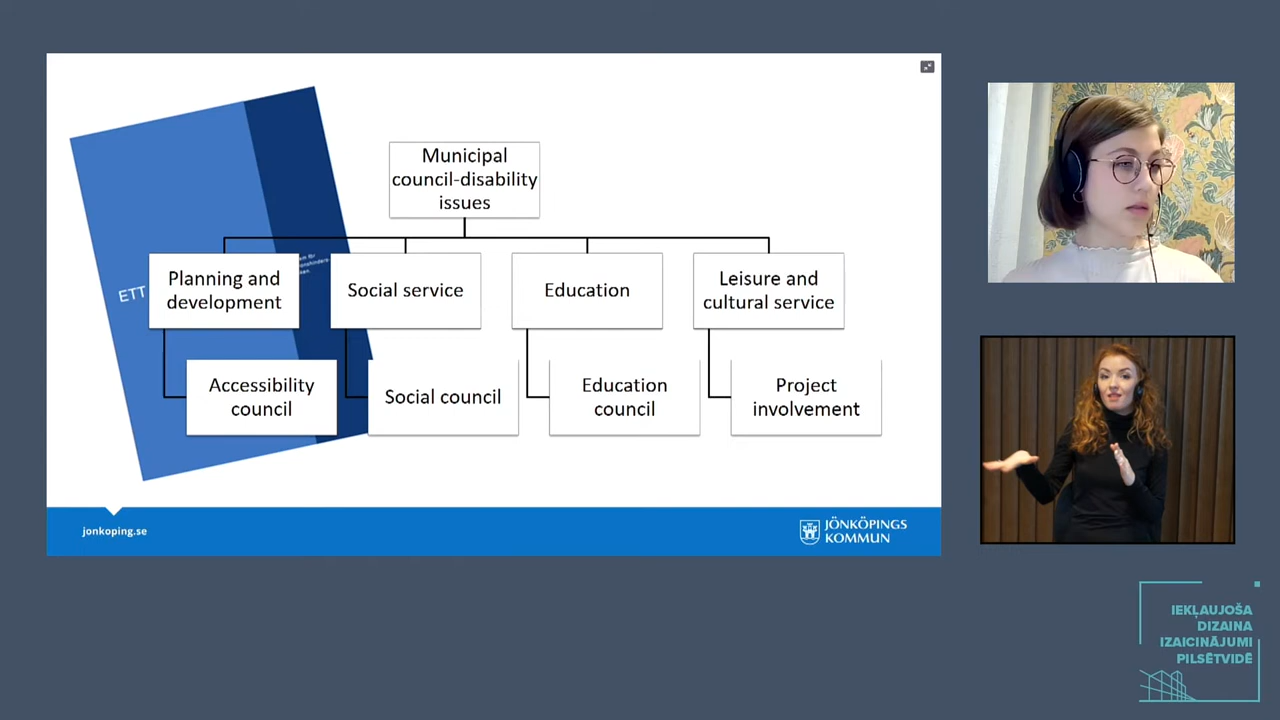 Municipal
council-disability
issues
Planning and
development
Social service
Education
Leisure and
cultural service
ETT
Accessibility
council
Social council
Education
council
Project
involvement
jonkoping.se
JÖNKÖPINGS
KOMMUN
IEKĻAUJOŠA
DIZAINA
IZAICINĀJUMI
PILSĒTVIDĒ